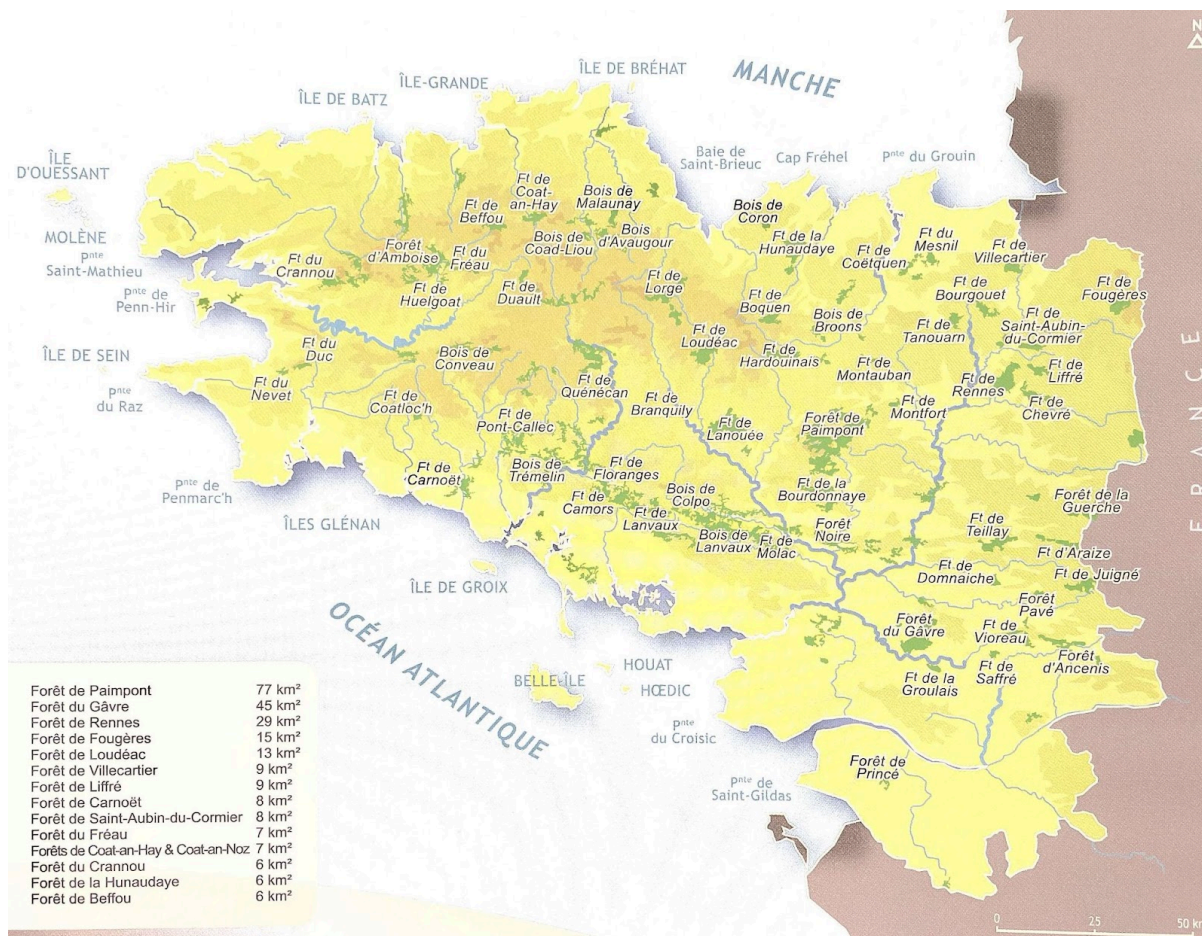 MANCHE
N
ÎLE DE BRÉHAT
ÎLE-GRANDE
ÎLE DE BATZ
ÎLE
D'OUESSANT
MOLÈNE
Pnte
Saint-Mathieu
Pnte de
Penn-Hir
ÎLE DE SEIN
Pnte
du Raz
Pnte de
Penmarc'h
ÎLES GLÉNAN
ÎLE DE GROIX
OCÉAN ATLANTIQUE
BELLE-ÎLE
HOUAT
HŒDIC
Pnte
du Croisic
Pnte de
Saint-Gildas
Baie de
Saint-Brieuc
Cap Fréhel
Pnte du Grouin
FRANCE
Ft du
Crannou
Forêt
d'Amboise
Ft de
Beffou
Ft de
Coat-
an-Hay
Bois de
Malaunay
Ft du
Fréau
Bois de
Coad-Liou
Bois
d'Avaugour
Ft de
Huelgoat
Ft de
Duault
Ft de
Lorge
Bois de
Coron
Ft de la
Hunaudaye
Ft de
Coëtquen
Ft du
Mesnil
Ft de
Villecartier
Ft de
Boquen
Bois de
Broons
Ft de
Bourgouet
Ft de
Fougères
Ft de
Tanouarn
Ft de
Saint-Aubin-
du-Cormier
Ft du
Duc
Ft du
Nevet
Bois de
Conveau
Ft de
Coatloc'h
Ft de
Quénécan
Ft de
Loudéac
Ft de
Hardouinais
Ft de
Montauban
Ft de
Rennes
Ft de
Liffré
Ft de
Chevré
Ft de
Pont-Callec
Ft de
Branquily
Ft de
Lanouée
Forêt de
Paimpont
Ft de
Montfort
Ft de
Carnoët
Bois de
Trémelin
Ft de
Floranges
Ft de
Camors
Ft de
Lanvaux
Bois de
Colpo
Bois de
Lanvaux
Ft de
Molac
Ft de la
Bourdonnaye
Forêt
Noire
Forêt de la
Guerche
Ft de
Teillay
Ft d'Araize
Ft de
Domnaiche
Ft de Juigné
Forêt
Pavé
Forêt
du Gâvre
Ft de
Vioreau
Ft de la
Groulais
Ft de
Saffré
Forêt
d'Ancenis
Forêt de
Princé
Forêt de Paimpont 77 km²
Forêt du Gâvre 45 km²
Forêt de Rennes 29 km²
Forêt de Fougères 15 km²
Forêt de Loudéac 13 km²
Forêt de Villecartier 9 km²
Forêt de Liffré 9 km²
Forêt de Carnoët 8 km²
Forêt de Saint-Aubin-du-Cormier 8 km²
Forêt du Fréau 7 km²
Forêts de Coat-an-Hay & Coat-an-Noz 7 km²
Forêt du Crannou 6 km²
Forêt de la Hunaudaye 6 km²
Forêt de Beffou 6 km²
0 25 50 km